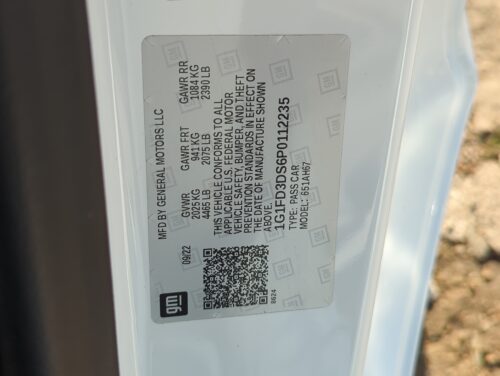 MFD BY GENERAL MOTORS LLC
GVWR GAWR FRT GAWR RR
2025 KG 941 KG 1084 KG
4465 LB 2075 LB 2390 LB
THIS VEHICLE CONFORMS TO ALL
APPLICABLE U.S. FEDERAL MOTOR
VEHICLE SAFETY, BUMPER, AND THEFT
PREVENTION STANDARDS IN EFFECT ON
THE DATE OF MANUFACTURE SHOWN
ABOVE.
1G1FD3DS6P0112235
TYPE: PASS CAR
MODEL: 651AH67
09/22
gm
8624